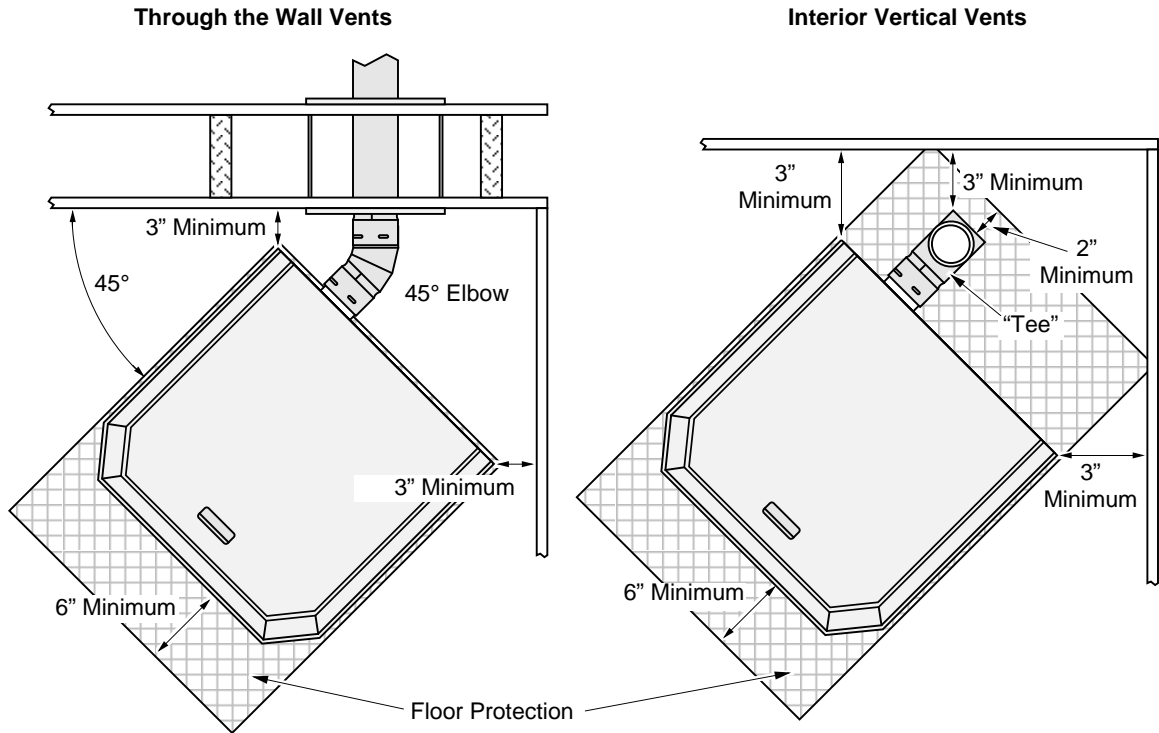 Through the Wall Vents
3” Minimum
45°
45° Elbow
3” Minimum
6” Minimum
Interior Vertical Vents
3”
Minimum
3” Minimum
2”
Minimum
“Tee”
3”
Minimum
6” Minimum
Floor Protection